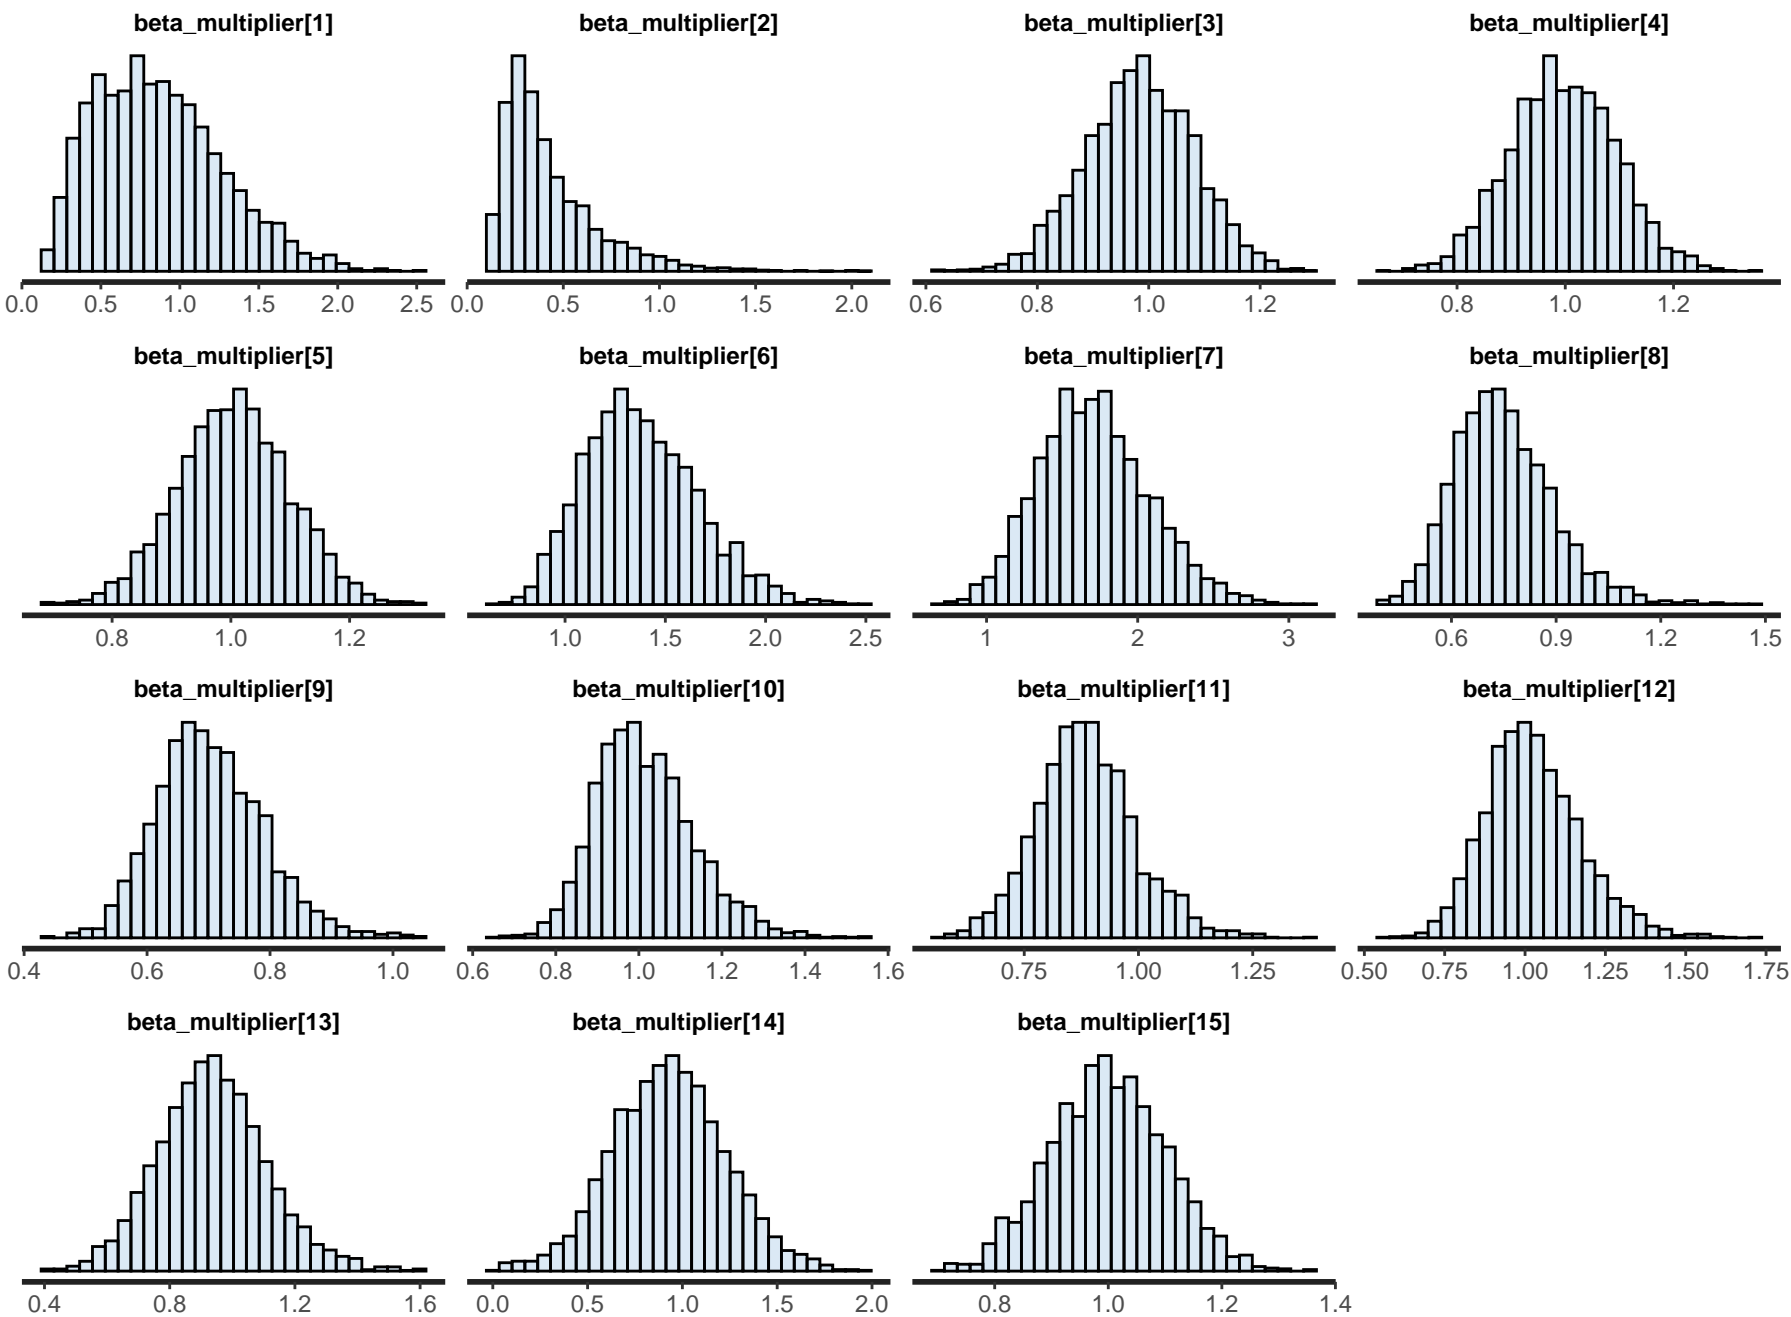 beta_multiplier[1] beta_multiplier[2] beta_multiplier[3] beta_multiplier[4]
0.0 0.5 1.0 1.5 2.0 2.5 0.0 0.5 1.0 1.5 2.0 0.6 0.8 1.0 1.2 0.8 1.0 1.2
beta_multiplier[5] beta_multiplier[6] beta_multiplier[7] beta_multiplier[8]
0.8 1.0 1.2 1.0 1.5 2.0 2.5 1 2 3 0.6 0.9 1.2 1.5
beta_multiplier[9] beta_multiplier[10] beta_multiplier[11] beta_multiplier[12]
0.4 0.6 0.8 1.0 0.6 0.8 1.0 1.2 1.4 1.6 0.75 1.00 1.25 0.50 0.75 1.00 1.25 1.50 1.75
beta_multiplier[13] beta_multiplier[14] beta_multiplier[15]
0.4 0.8 1.2 1.6 0.0 0.5 1.0 1.5 2.0 0.8 1.0 1.2 1.4